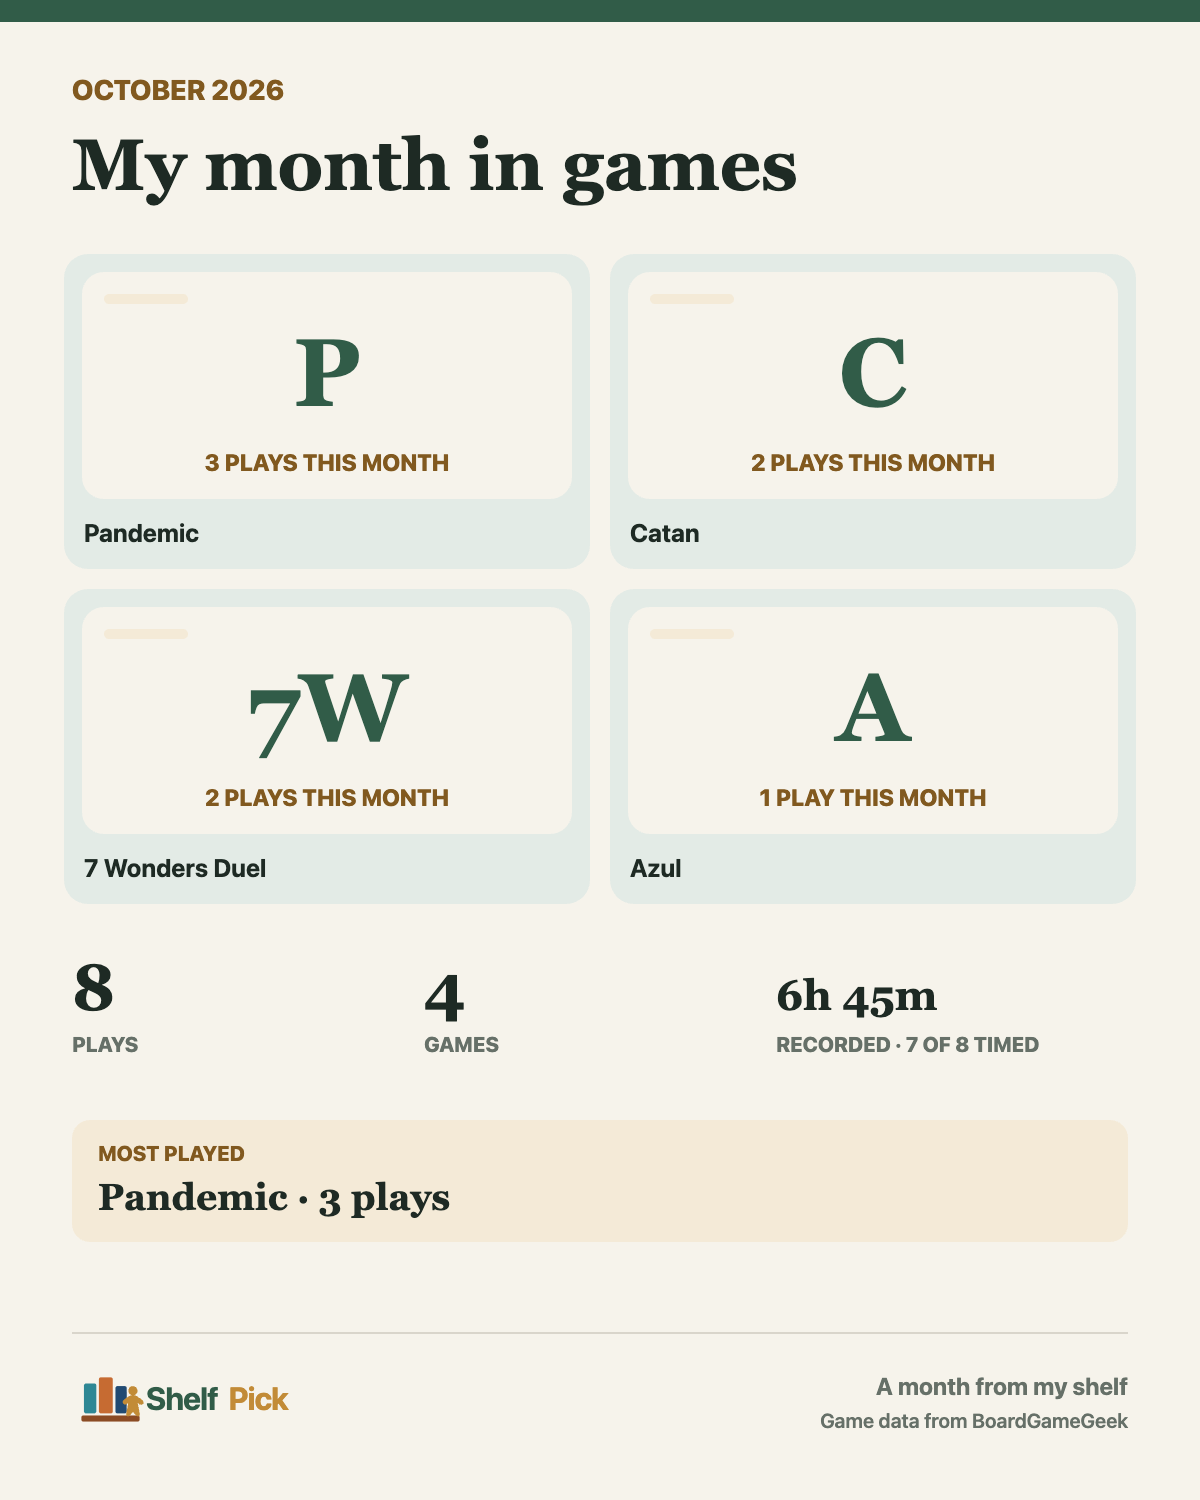 OCTOBER 2026
My month in games
P
3 PLAYS THIS MONTH
Pandemic
C
2 PLAYS THIS MONTH
Catan
7W
2 PLAYS THIS MONTH
7 Wonders Duel
A
1 PLAY THIS MONTH
Azul
8
PLAYS
4
GAMES
6h 45m
RECORDED · 7 OF 8 TIMED
MOST PLAYED
Pandemic · 3 plays
Shelf Pick
A month from my shelf
Game data from BoardGameGeek